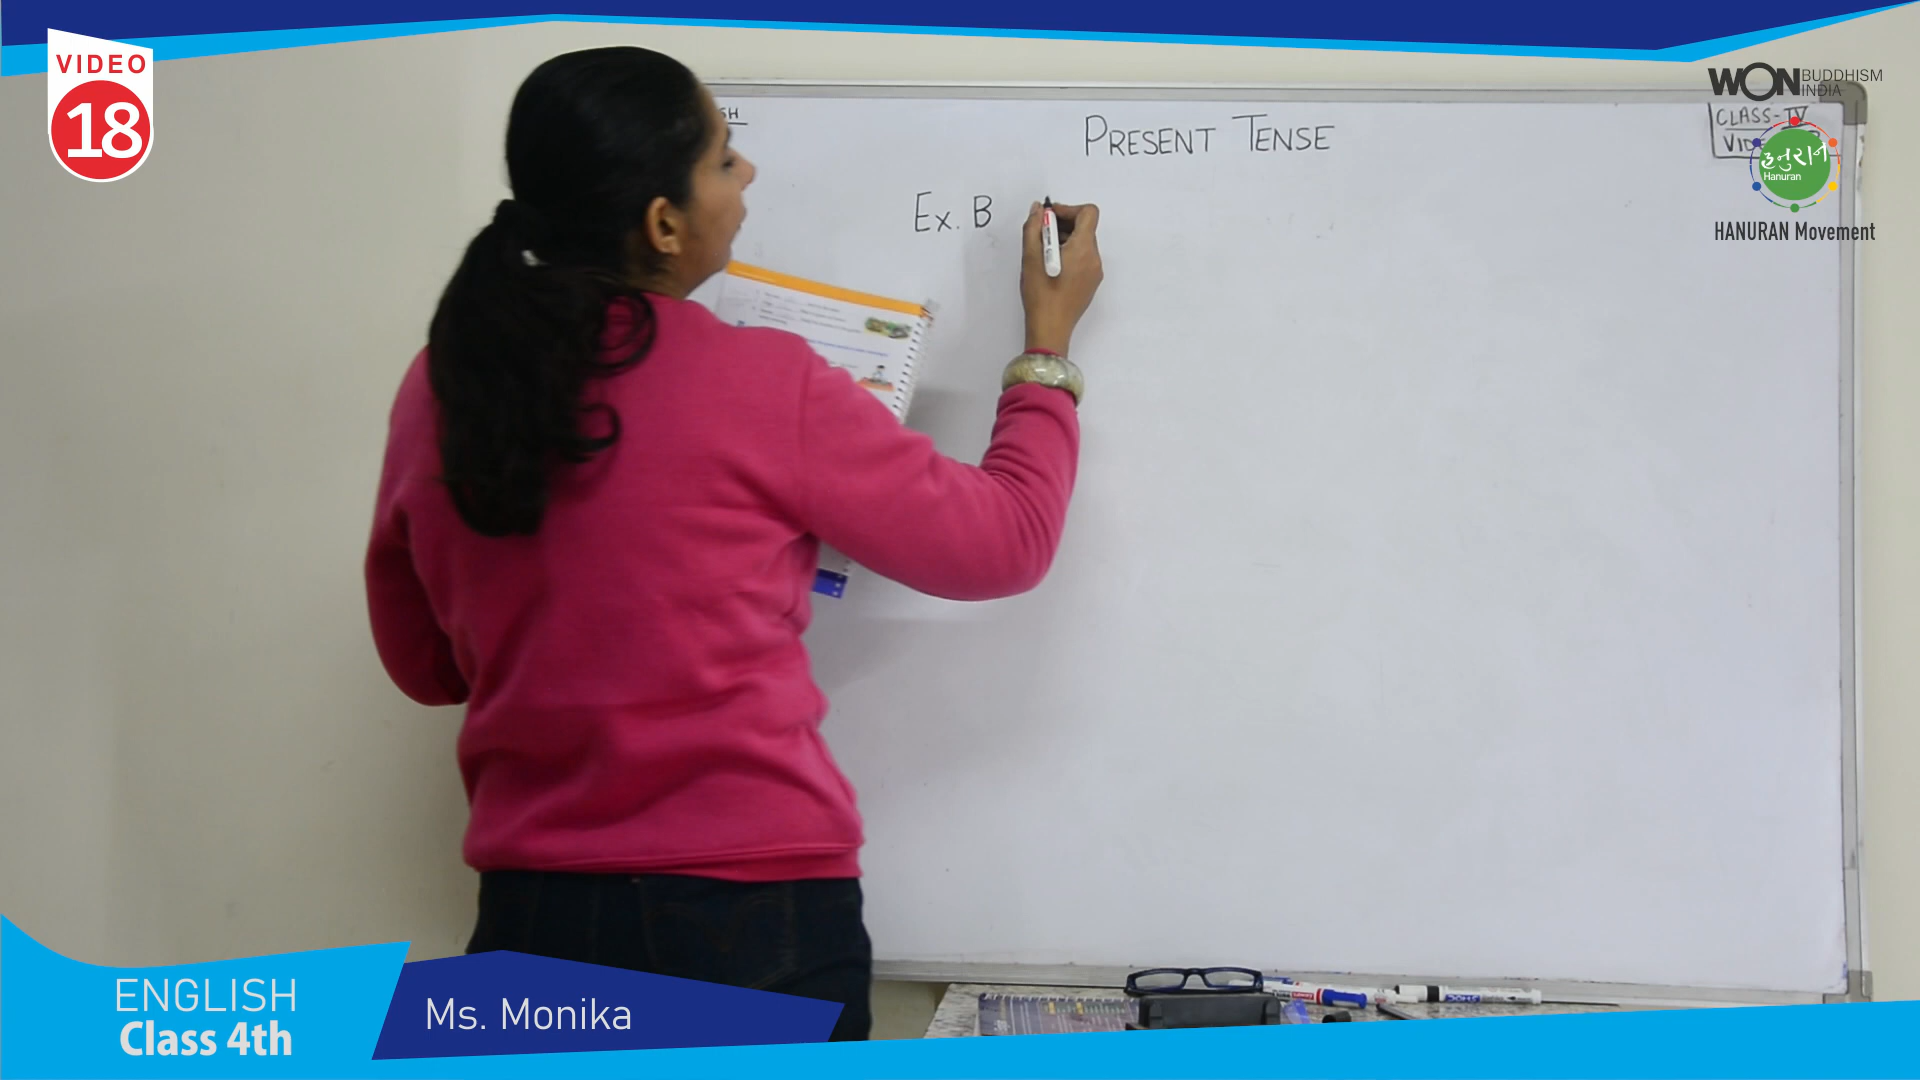 VIDEO
18
WON BUDDHISM
INDIA
SH
PRESENT TENSE
CLASS-IV
हनुरान
Hanuran
HANURAN Movement
Ex. B
ENGLISH
Class 4th
Ms. Monika